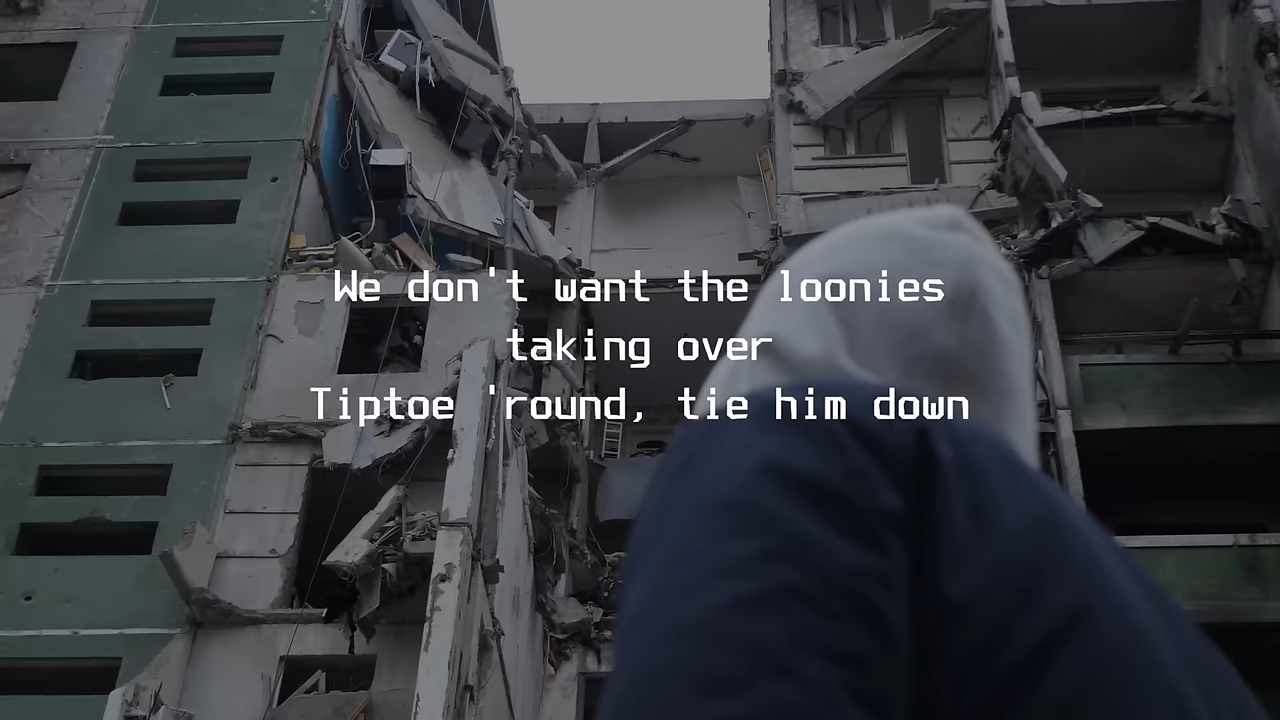 We don't want the loonies
taking over
Tiptoe 'round, tie him down